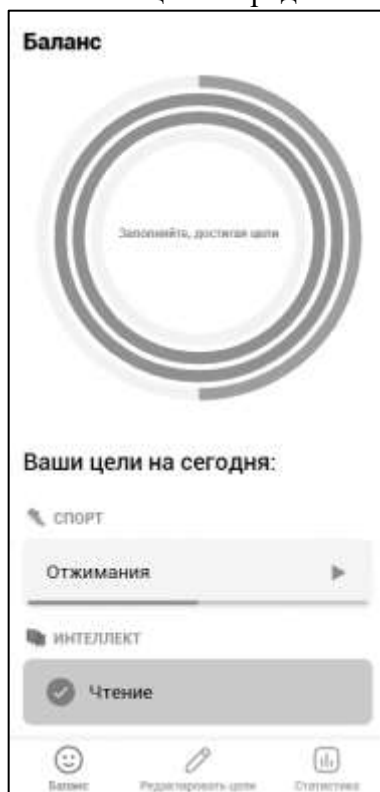 Баланс
Заполняйте, достигая цели
Ваши цели на сегодня:
СПОРТ
Отжимания
ИНТЕЛЛЕКТ
Чтение
Баланс Редактировать цели Статистика